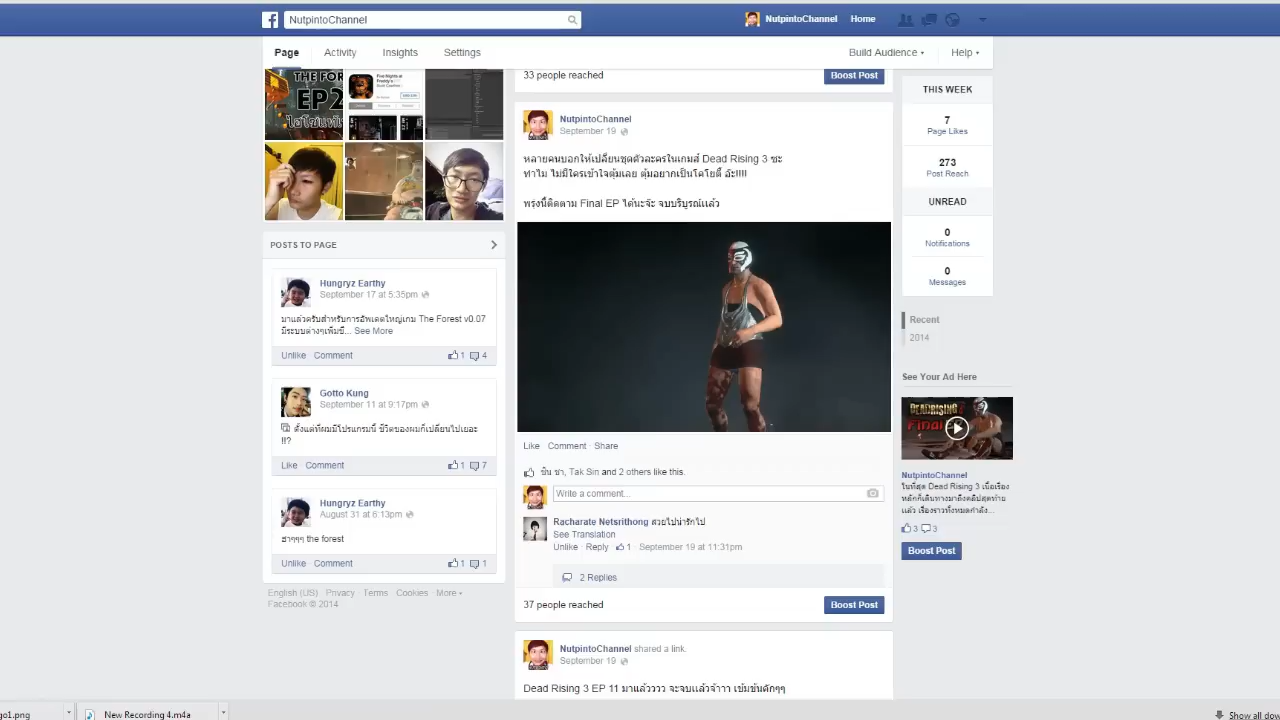 NutpintoChannel
NutpintoChannel
Home
Page
Activity
Insights
Settings
Build Audience
Help
THE FOR
EP2
Five Nights at Freddy's
POSTS TO PAGE
Hungryz Earthy
September 17 at 5:35pm
มาแล้วครับสำหรับการอัพเดตใหญ่เกม The Forest v0.07
มีระบบต่างๆเพิ่มขึ... See More
Unlike Comment
1 4
Gotto Kung
September 11 at 9:17pm
ตั้งแต่ที่ผมมีโปรแกรมนี้ ชีวิตของผมก็เปลี่ยนไปเยอะ
!!?
Like Comment
1 7
Hungryz Earthy
August 31 at 6:13pm
ฮาๆๆๆ the forest
Unlike Comment
1 1
English (US) Privacy Terms Cookies More
Facebook © 2014
33 people reached
Boost Post
NutpintoChannel
September 19
หลายคนบอกให้เปลี่ยนชุดตัวละครในเกมส์ Dead Rising 3 ซะ
ทำไม ไม่มีใครเข้าใจตุ้มเลย ตุ้มอยากเป็นโคโยตี้ อ๊ะ!!!!
พรุ่งนี้ติดตาม Final EP ได้นะจ๊ะ จบบริบูรณ์แล้ว
Like Comment Share
ชิน ชา, Tak Sin and 2 others like this.
Write a comment...
Racharate Netsrithong สวยไปน่ารักไป
See Translation
Unlike Reply 1 · September 19 at 11:31pm
2 Replies
37 people reached
Boost Post
NutpintoChannel shared a link.
September 19
Dead Rising 3 EP 11 มาแล้วววว จะจบแล้วจ้าาา เข้มข้นดักๆๆ
THIS WEEK
7
Page Likes
273
Post Reach
UNREAD
0
Notifications
0
Messages
Recent
2014
See Your Ad Here
DEADRISING 3
Final
NutpintoChannel
ในที่สุด Dead Rising 3 เนื้อเรื่อง
หลักก็เดินทางมาถึงคลิปสุดท้าย
แล้ว เรื่องราวทั้งหมดกำลัง...
3 3
Boost Post
go1.png
New Recording 4.m4a
Show all dow